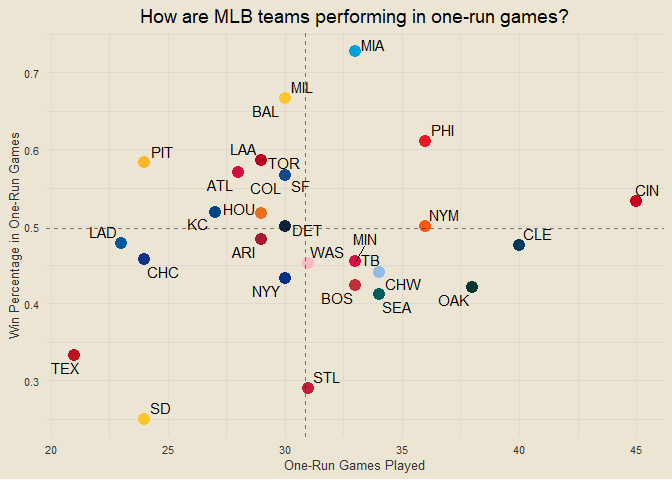 How are MLB teams performing in one-run games?
MIA
0.7
MIL
BAL
PHI
0.6
PIT
LAA
TOR
ATL
COL
SF
CIN
KC
HOU
NYM
0.5
LAD
DET
CLE
MIN
ARI
WAS
TB
CHC
NYY
BOS
CHW
SEA
OAK
0.4
TEX
STL
0.3
SD
20
25
30
35
40
45
One-Run Games Played
Win Percentage in One-Run Games